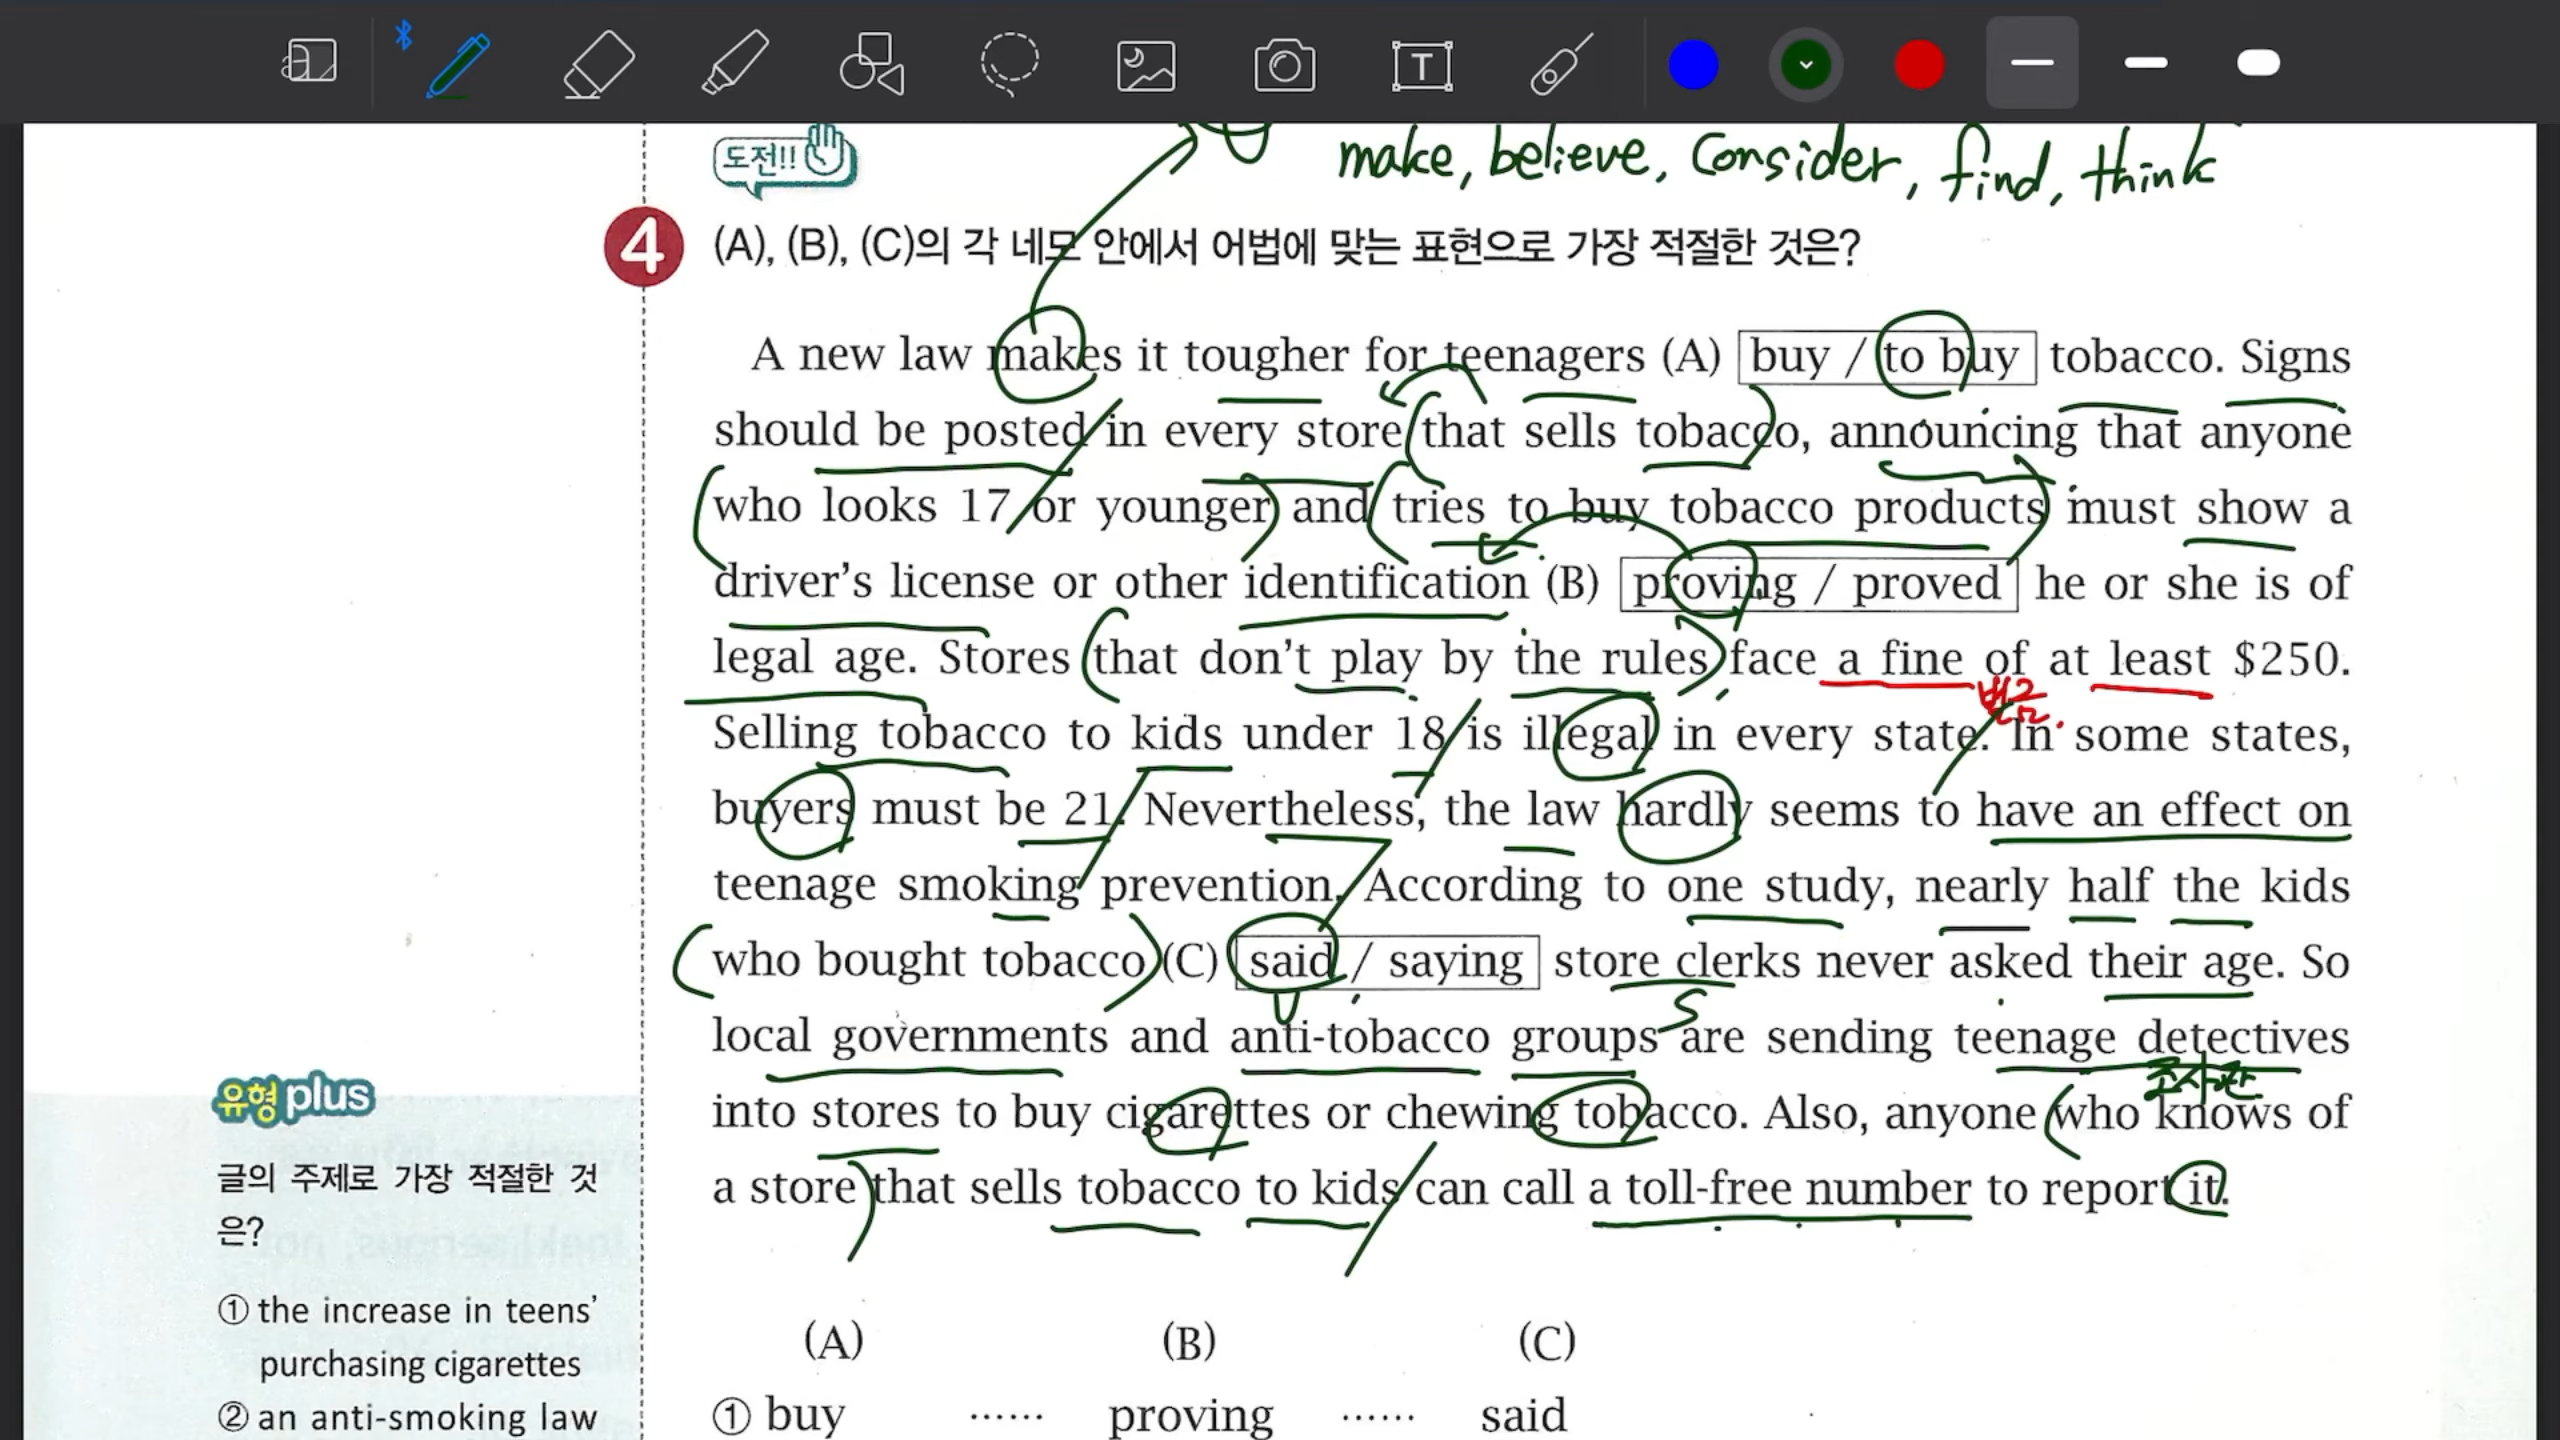 도전!!
make, believe, consider, find, think
4 (A), (B), (C)의 각 네모 안에서 어법에 맞는 표현으로 가장 적절한 것은?
A new law makes it tougher for teenagers (A) buy / to buy tobacco. Signs
should be posted in every store that sells tobacco, announcing that anyone
who looks 17 or younger and tries to buy tobacco products must show a
driver's license or other identification (B) proving / proved he or she is of
legal age. Stores that don't play by the rules face a fine of at least $250.
벌금.
Selling tobacco to kids under 18 is illegal in every state. In some states,
buyers must be 21. Nevertheless, the law hardly seems to have an effect on
teenage smoking prevention. According to one study, nearly half the kids
who bought tobacco (C) said / saying store clerks never asked their age. So
V S
local governments and anti-tobacco groups are sending teenage detectives
조사관
into stores to buy cigarettes or chewing tobacco. Also, anyone who knows of
a store that sells tobacco to kids can call a toll-free number to report it.
(A) (B) (C)
① buy ······ proving ······ said
유형plus
글의 주제로 가장 적절한 것
은?
① the increase in teens'
purchasing cigarettes
② an anti-smoking law